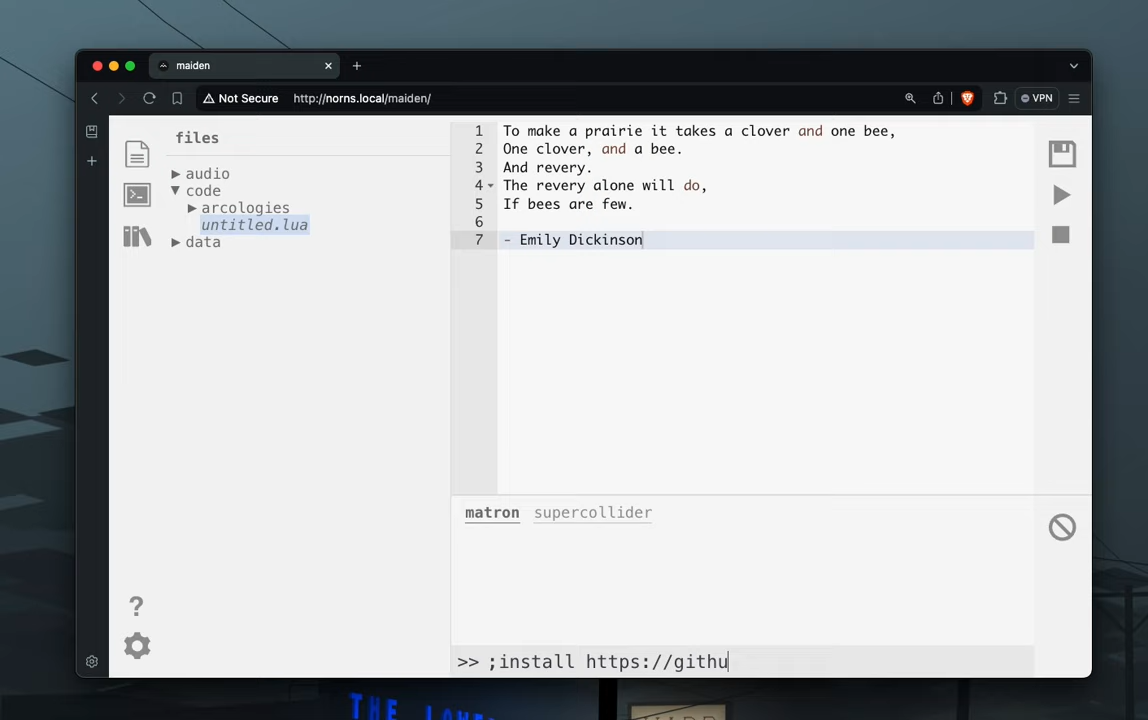 maiden
Not Secure http://norns.local/maiden/ VPN
files
audio
code
arcologies
untitled.lua
data
1 To make a prairie it takes a clover and one bee,
2 One clover, and a bee.
3 And revery.
4 The revery alone will do,
5 If bees are few.
6
7 - Emily Dickinson
matron supercollider
?
>> ;install https://githu
THE